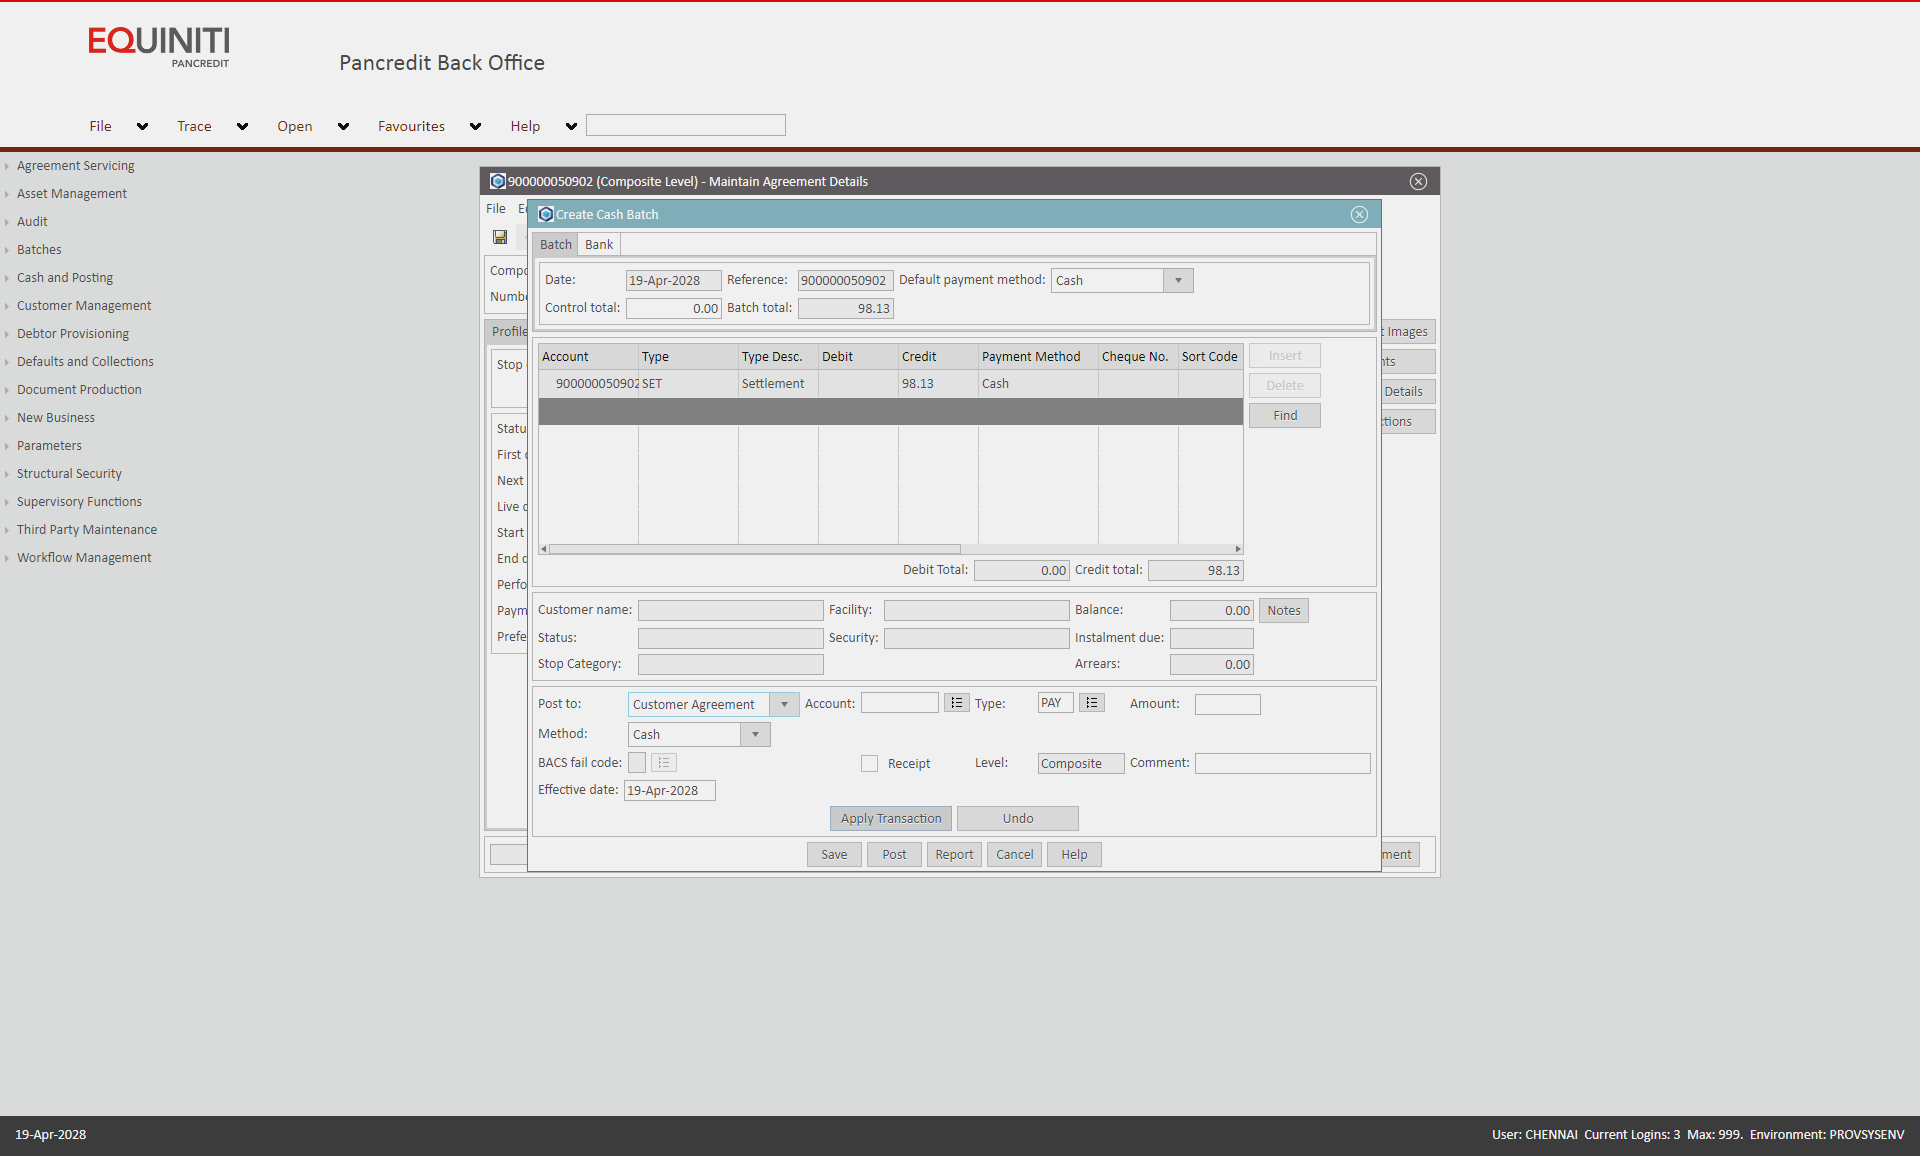 EQUINITI
PANCREDIT
Pancredit Back Office
File Trace Open Favourites Help
Agreement Servicing
Asset Management
Audit
Batches
Cash and Posting
Customer Management
Debtor Provisioning
Defaults and Collections
Document Production
New Business
Parameters
Structural Security
Supervisory Functions
Third Party Maintenance
Workflow Management
900000050902 (Composite Level) - Maintain Agreement Details
File
Compo
Numbe
Profile
Stop
Statu
First
Next
Live
Start
End
Perfo
Paym
Prefe
Images
Details
Create Cash Batch
Batch Bank
Date: 19-Apr-2028 Reference: 900000050902 Default payment method: Cash
Control total: 0.00 Batch total: 98.13
Account Type Type Desc. Debit Credit Payment Method Cheque No. Sort Code
900000050902 SET Settlement 98.13 Cash
Insert
Delete
Find
Debit Total: 0.00 Credit total: 98.13
Customer name: Facility: Balance: 0.00 Notes
Status: Security: Instalment due:
Stop Category: Arrears: 0.00
Post to: Customer Agreement Account: Type: PAY Amount:
Method: Cash
BACS fail code: Receipt Level: Composite Comment:
Effective date: 19-Apr-2028
Apply Transaction Undo
Save Post Report Cancel Help
ment
19-Apr-2028
User: CHENNAI Current Logins: 3 Max: 999. Environment: PROVSYSENV